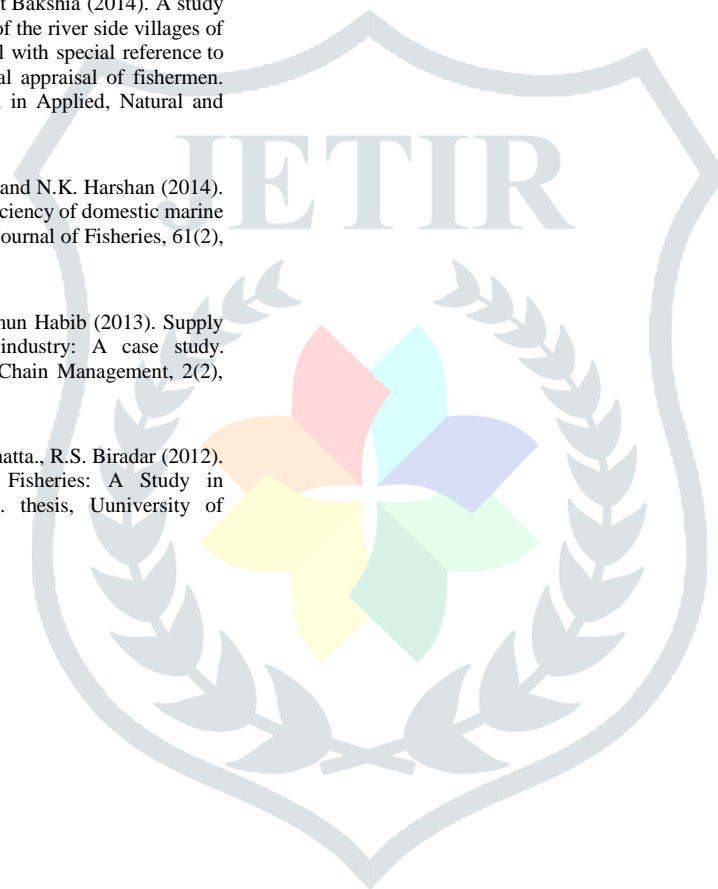 t Bakshia (2014). A study
of the river side villages of
l with special reference to
al appraisal of fishermen.
in Applied, Natural and
and N.K. Harshan (2014).
ciency of domestic marine
ournal of Fisheries, 61(2),
hun Habib (2013). Supply
industry: A case study.
Chain Management, 2(2),
hatta., R.S. Biradar (2012).
Fisheries: A Study in
. thesis, Uuniversity of
JETIR